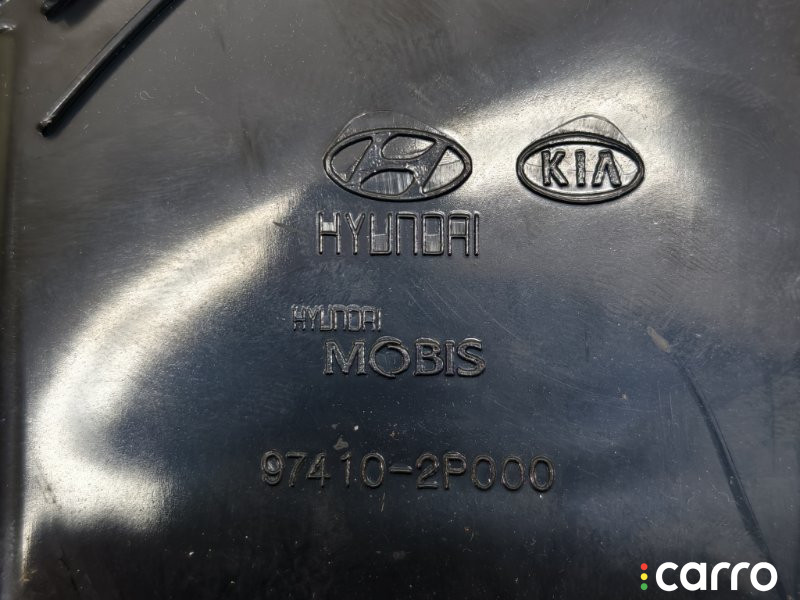 KIA
HYUNDAI
HYUNDAI
MOBIS
97410-2P000
carro